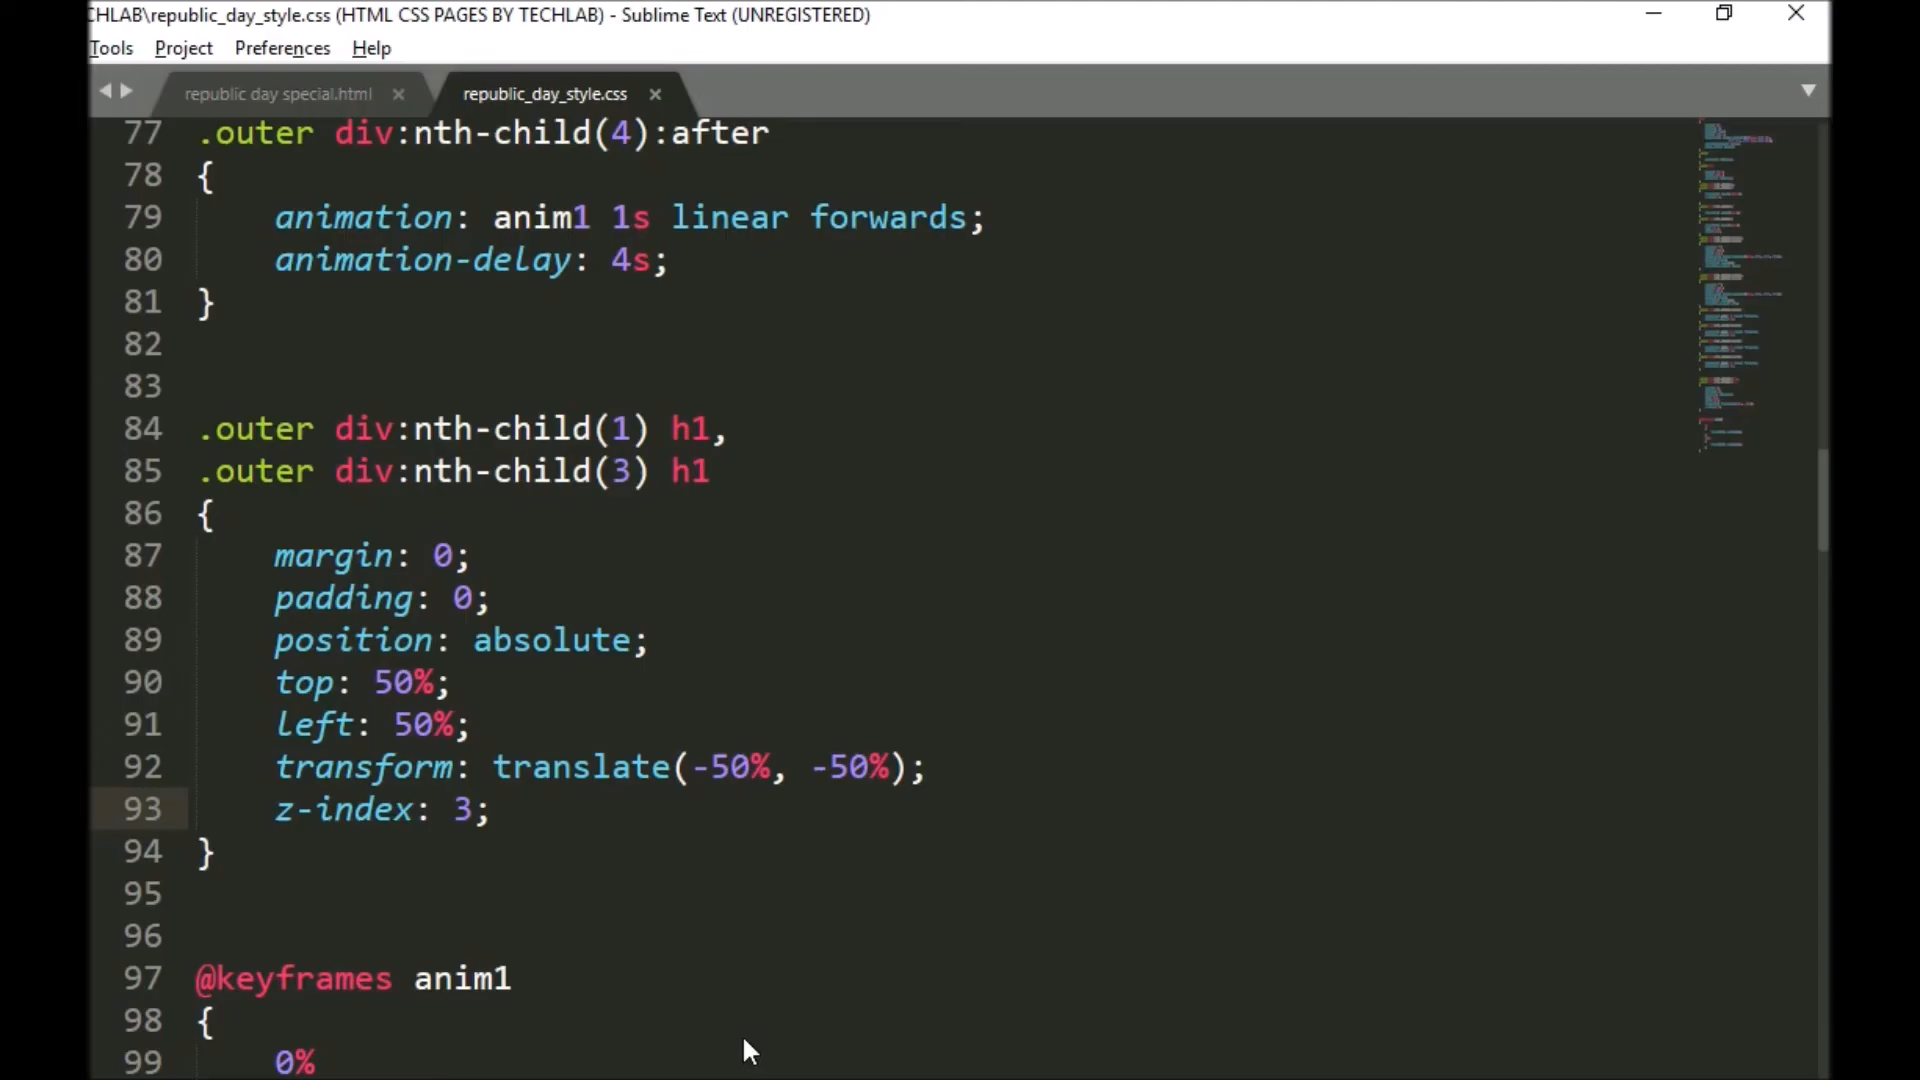 CHLAB\republic_day_style.css (HTML CSS PAGES BY TECHLAB) - Sublime Text (UNREGISTERED)
Tools Project Preferences Help
republic day special.html republic_day_style.css
77 .outer div:nth-child(4):after
78 {
79 animation: anim1 1s linear forwards;
80 animation-delay: 4s;
81 }
82
83
84 .outer div:nth-child(1) h1,
85 .outer div:nth-child(3) h1
86 {
87 margin: 0;
88 padding: 0;
89 position: absolute;
90 top: 50%;
91 left: 50%;
92 transform: translate(-50%, -50%);
93 z-index: 3;
94 }
95
96
97 @keyframes anim1
98 {
99 0%